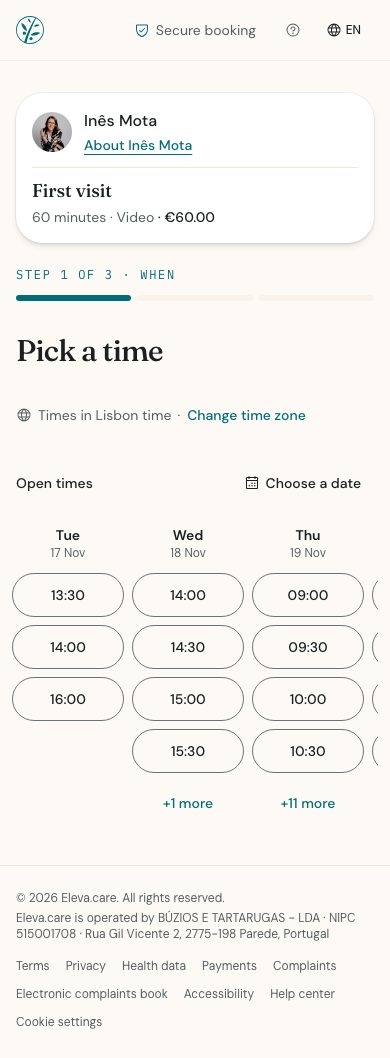 Secure booking
EN
Inês Mota
About Inês Mota
First visit
60 minutes · Video · €60.00
STEP 1 OF 3 · WHEN
Pick a time
Times in Lisbon time · Change time zone
Open times
Choose a date
Tue Wed Thu
17 Nov 18 Nov 19 Nov
13:30 14:00 09:00
14:00 14:30 09:30
16:00 15:00 10:00
15:30 10:30
+1 more +11 more
© 2026 Eleva.care. All rights reserved.
Eleva.care is operated by BÚZIOS E TARTARUGAS – LDA · NIPC
515001708 · Rua Gil Vicente 2, 2775-198 Parede, Portugal
Terms Privacy Health data Payments Complaints
Electronic complaints book Accessibility Help center
Cookie settings